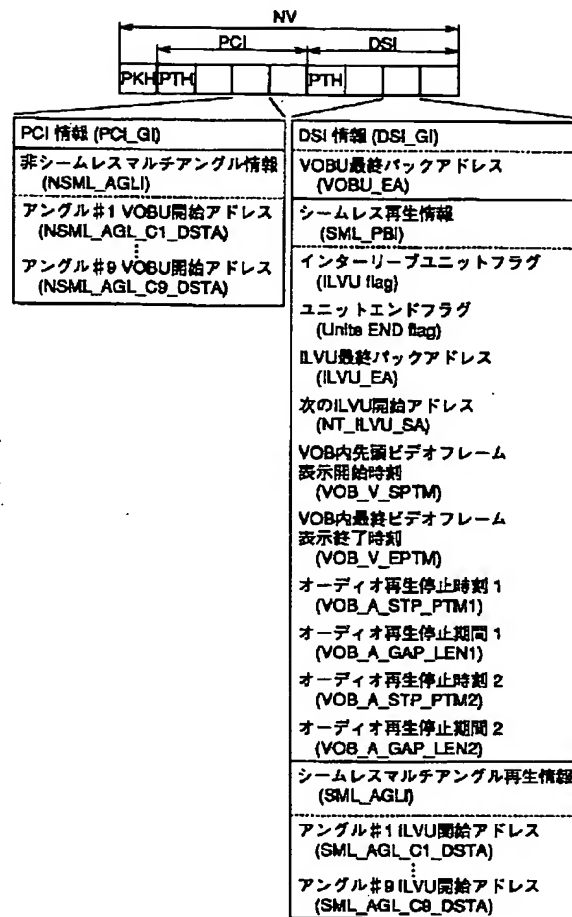 NV
PCI
DSI
PKH
PTH
PTH
PCI 情報 (PCI_GI)
非シームレスマルチアングル情報
(NSML_AGLI)
アングル#1 VOBU開始アドレス
(NSML_AGL_C1_DSTA)
アングル#9 VOBU開始アドレス
(NSML_AGL_C9_DSTA)
DSI 情報 (DSI_GI)
VOBU最終パックアドレス
(VOBU_EA)
シームレス再生情報
(SML_PBI)
インターリーブユニットフラグ
(ILVU flag)
ユニットエンドフラグ
(Unite END flag)
ILVU最終パックアドレス
(ILVU_EA)
次のILVU開始アドレス
(NT_ILVU_SA)
VOB内先頭ビデオフレーム
表示開始時刻
(VOB_V_SPTM)
VOB内最終ビデオフレーム
表示終了時刻
(VOB_V_EPTM)
オーディオ再生停止時刻 1
(VOB_A_STP_PTM1)
オーディオ再生停止期間 1
(VOB_A_GAP_LEN1)
オーディオ再生停止時刻 2
(VOB_A_STP_PTM2)
オーディオ再生停止期間 2
(VOB_A_GAP_LEN2)
シームレスマルチアングル再生情報
(SML_AGLI)
アングル#1 ILVU開始アドレス
(SML_AGL_C1_DSTA)
アングル#9 ILVU開始アドレス
(SML_AGL_C9_DSTA)